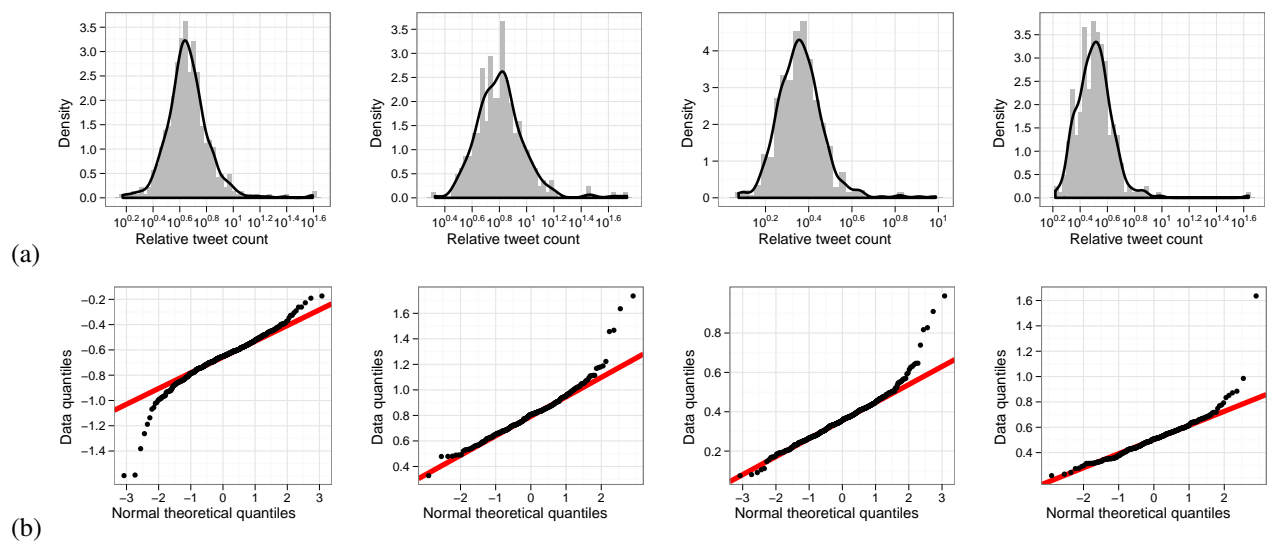 3.5
3.0
2.5
2.0
1.5
1.0
0.5
0.0
Density
10^0.2 10^0.4 10^0.6 10^0.8 10^1 10^1.2 10^1.4 10^1.6
Relative tweet count
3.5
3.0
2.5
2.0
1.5
1.0
0.5
0.0
Density
10^0.4 10^0.6 10^0.8 10^1 10^1.2 10^1.4 10^1.6
Relative tweet count
4
3
2
1
0
Density
10^0.2 10^0.4 10^0.6 10^0.8 10^1
Relative tweet count
3.5
3.0
2.5
2.0
1.5
1.0
0.5
0.0
Density
10^0.2 10^0.4 10^0.6 10^0.8 10^1 10^1.2 10^1.4 10^1.6
Relative tweet count
(a)
−0.2
−0.4
−0.6
−0.8
−1.0
−1.2
−1.4
Data quantiles
−3 −2 −1 0 1 2 3
Normal theoretical quantiles
1.6
1.4
1.2
1.0
0.8
0.6
0.4
Data quantiles
−2 −1 0 1 2
Normal theoretical quantiles
0.8
0.6
0.4
0.2
Data quantiles
−3 −2 −1 0 1 2 3
Normal theoretical quantiles
1.6
1.4
1.2
1.0
0.8
0.6
0.4
0.2
Data quantiles
−2 −1 0 1 2
Normal theoretical quantiles
(b)